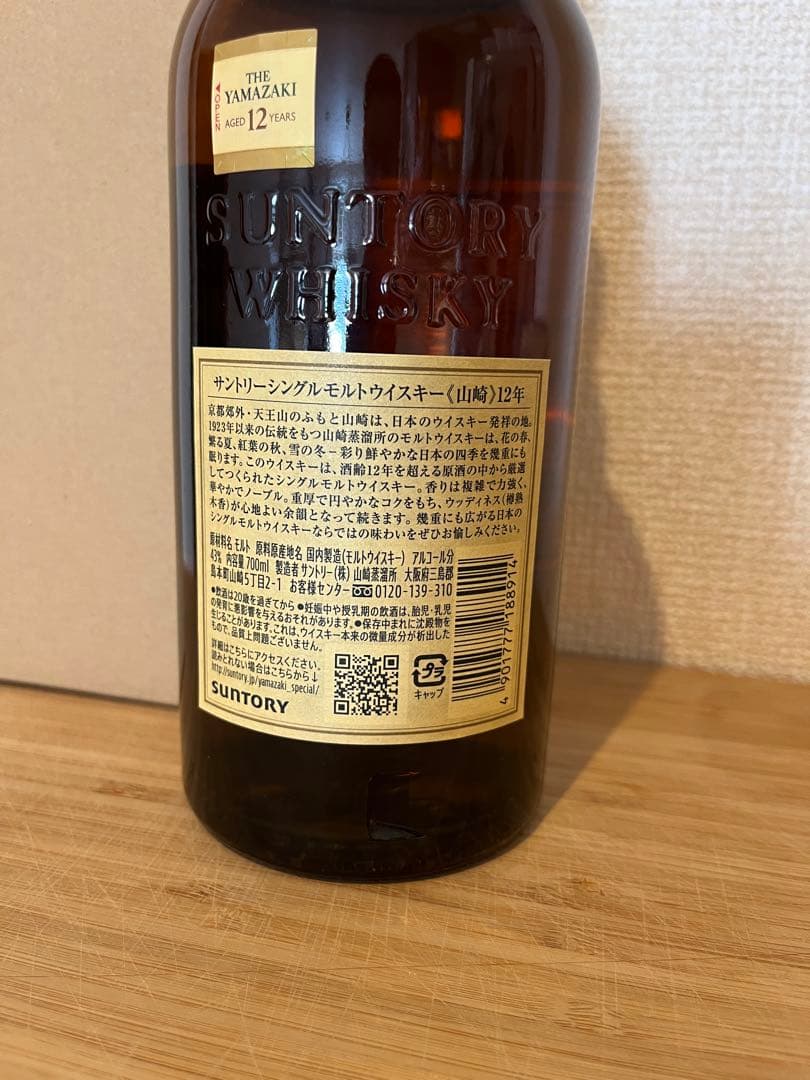 THE
YAMAZAKI
AGED 12 YEARS
◀OPEN
SUNTORY
WHISKY
サントリーシングルモルトウイスキー《山崎》12年
京都郊外・天王山のふもと山崎は、日本のウイスキー発祥の地。
1923年以来の伝統をもつ山崎蒸溜所のモルトウイスキーは、花の春、
繁る夏、紅葉の秋、雪の冬−彩り鮮やかな日本の四季を幾重にも
眠ります。このウイスキーは、酒齢12年を超える原酒の中から厳選
してつくられたシングルモルトウイスキー。香りは複雑で力強く、
華やかでノーブル。重厚で円やかなコクをもち、ウッディネス(樽熟
木香)が心地よい余韻となって続きます。幾重にも広がる日本の
シングルモルトウイスキーならではの味わいをぜひお愉しみください。
原材料名 モルト 原料原産地名 国内製造(モルトウイスキー) アルコール分
43% 内容量700ml 製造者 サントリー(株) 山崎蒸溜所 大阪府三島郡
島本町山崎5丁目2-1 お客様センター 0120-139-310
●飲酒は20歳を過ぎてから ●妊娠中や授乳期の飲酒は、胎児・乳児
の発育に悪影響を与えるおそれがあります。●保存中まれに沈殿物を
生じることがあります。これは、ウイスキー本来の微量成分が析出した
もので、品質上問題ございません。
詳細はこちらにアクセスください。
読みとれない場合はこちらから↓
http://suntory.jp/yamazaki_special/
SUNTORY
プラ
キャップ
4 901777 188914